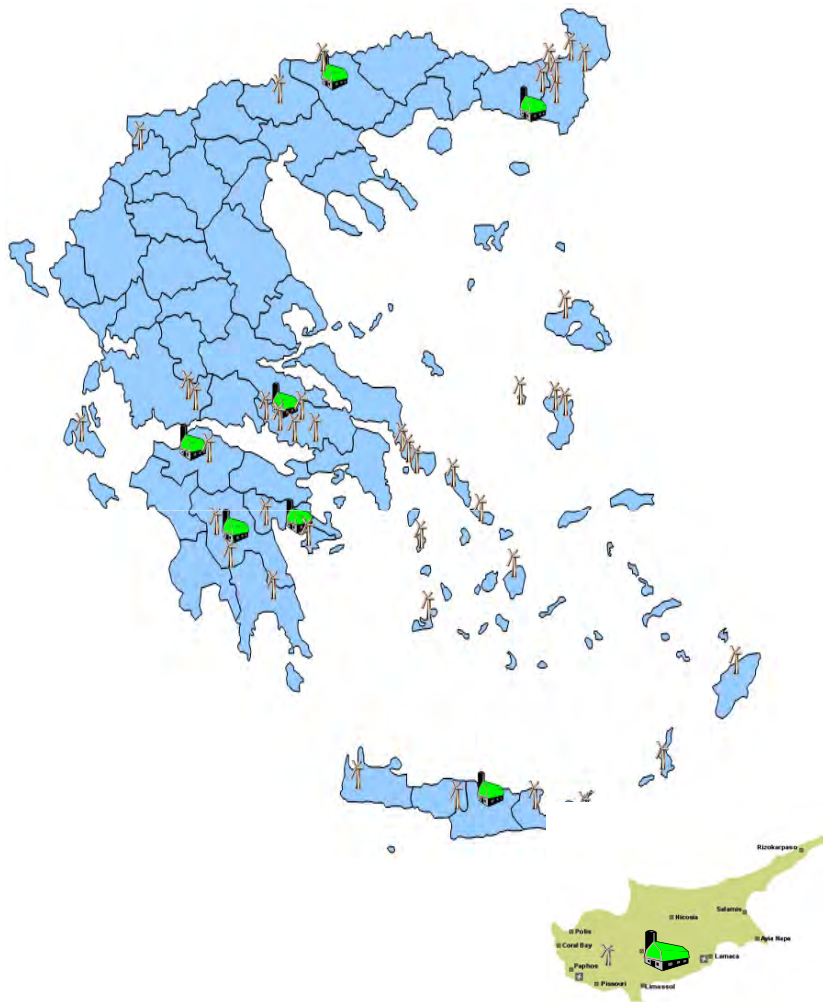 Rizokarpaso
Salamis
Nicosia
Polis
Ayia Napa
Coral Bay
Larnaca
Paphos
Pissouri
Limassol